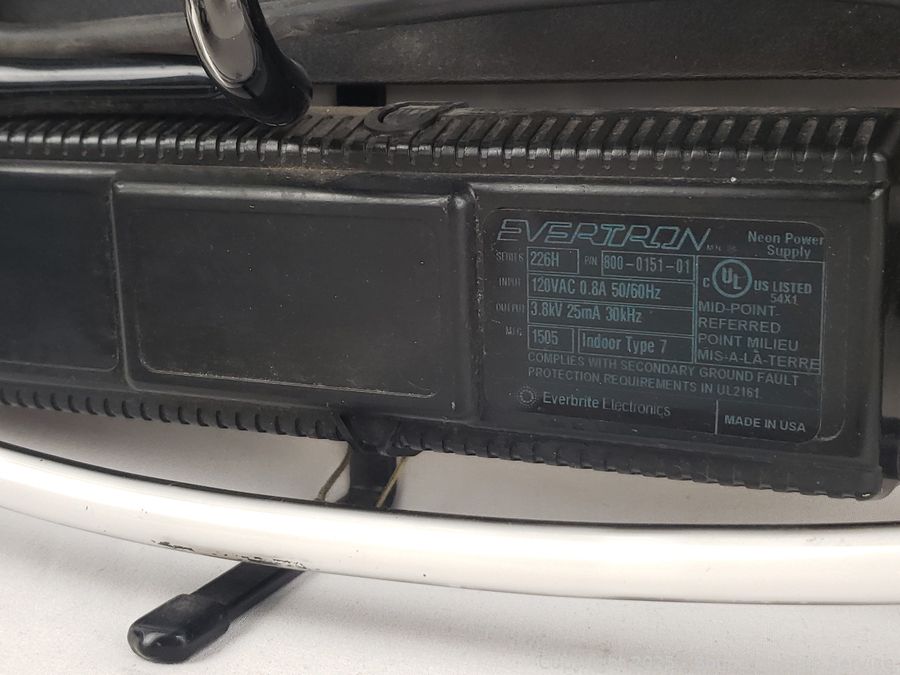 EVERTRON
Neon Power
Supply
SERIES 226H P/N 800-0151-01
INPUT 120VAC 0.8A 50/60Hz
OUTPUT 3.8kV 25mA 30kHz
MFG 1505 Indoor Type 7
C UL US LISTED
54X1
MID-POINT
REFERRED
POINT MILIEU
MIS-A-LA-TERRE
COMPLIES WITH SECONDARY GROUND FAULT
PROTECTION REQUIREMENTS IN UL2161.
Everbrite Electronics
MADE IN USA